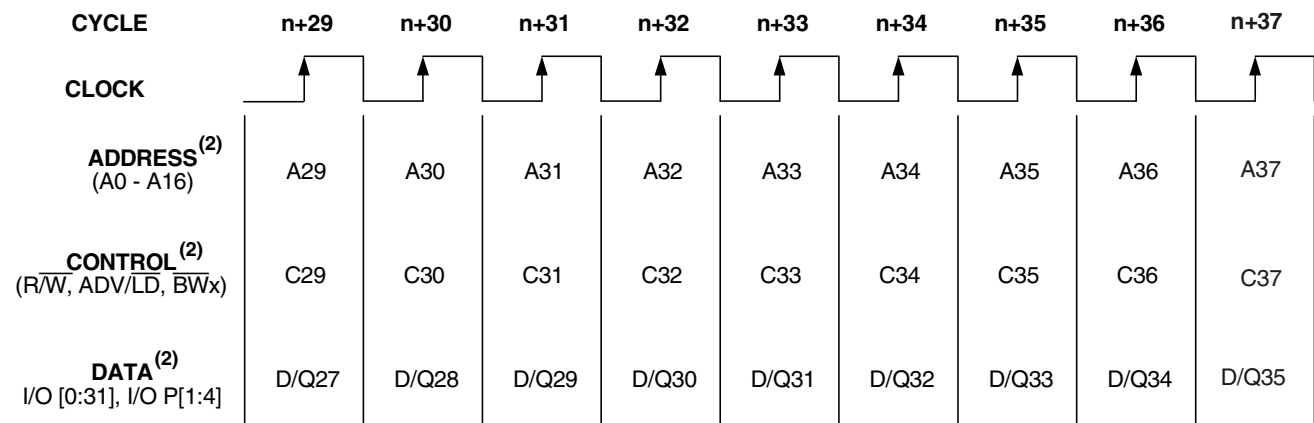 CYCLE n+29 n+30 n+31 n+32 n+33 n+34 n+35 n+36 n+37
CLOCK
ADDRESS(2)
(A0 - A16) A29 A30 A31 A32 A33 A34 A35 A36 A37
CONTROL(2)
(R/W̅, ADV/L̅D̅, B̅W̅x) C29 C30 C31 C32 C33 C34 C35 C36 C37
DATA(2)
I/O [0:31], I/O P[1:4] D/Q27 D/Q28 D/Q29 D/Q30 D/Q31 D/Q32 D/Q33 D/Q34 D/Q35